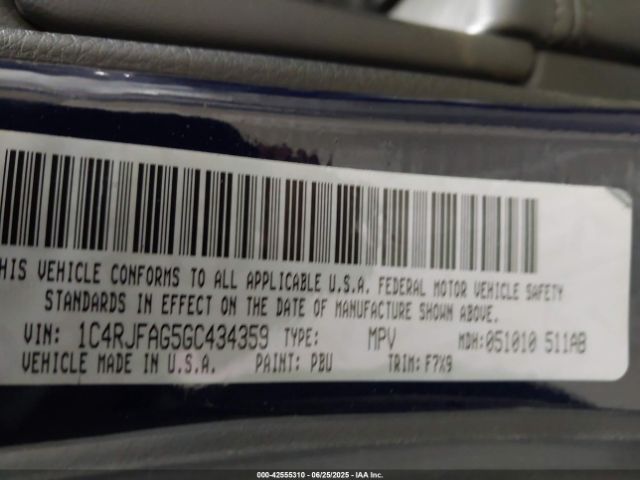 THIS VEHICLE CONFORMS TO ALL APPLICABLE U.S.A. FEDERAL MOTOR VEHICLE SAFETY
STANDARDS IN EFFECT ON THE DATE OF MANUFACTURE SHOWN ABOVE.
VIN: 1C4RJFAG5GC434359 TYPE: MPV MDH: 051010 511AB
VEHICLE MADE IN U.S.A. PAINT: PBU TRIM: F7X9
000-42555310 06/25/2025 IAA Inc.